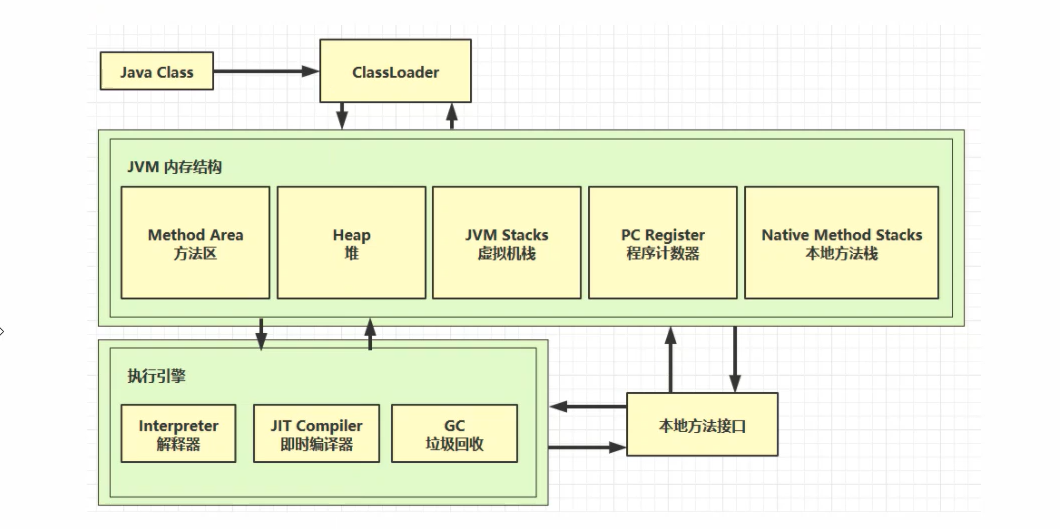 Java Class
ClassLoader
JVM 内存结构
Method Area
方法区
Heap
堆
JVM Stacks
虚拟机栈
PC Register
程序计数器
Native Method Stacks
本地方法栈
执行引擎
Interpreter
解释器
JIT Compiler
即时编译器
GC
垃圾回收
本地方法接口